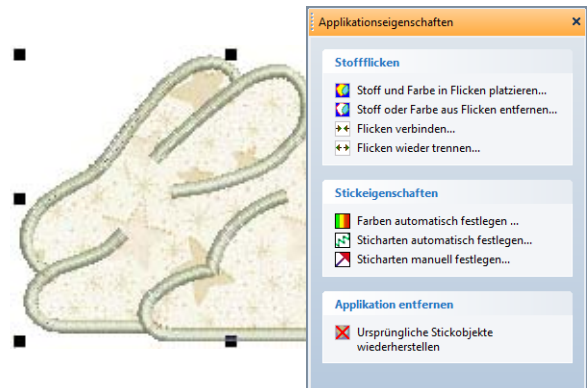 Applikationseigenschaften
Stoffflicken
Stoff und Farbe in Flicken platzieren...
Stoff oder Farbe aus Flicken entfernen...
Flicken verbinden...
Flicken wieder trennen...
Stickeigenschaften
Farben automatisch festlegen ...
Sticharten automatisch festlegen...
Sticharten manuell festlegen...
Applikation entfernen
Ursprüngliche Stickobjekte
wiederherstellen